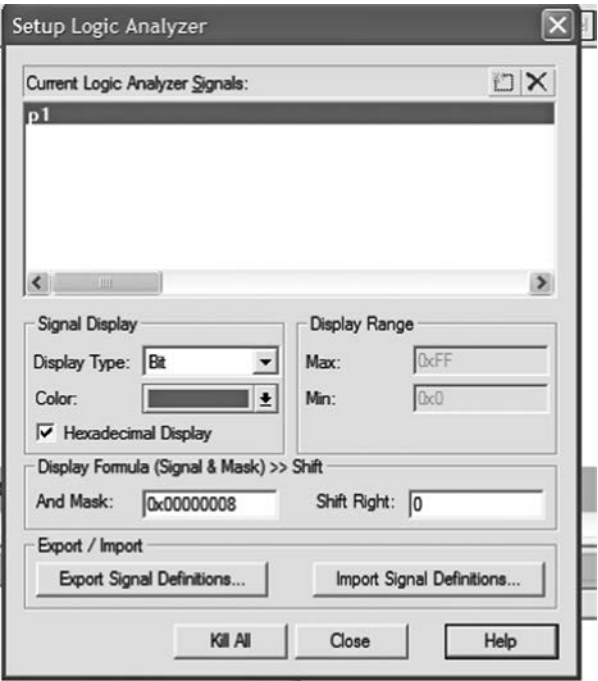 Setup Logic Analyzer
Current Logic Analyzer Signals:
p1
Signal Display
Display Type: Bit
Color:
Hexadecimal Display
Display Range
Max: 0xFF
Min: 0x0
Display Formula (Signal & Mask) >> Shift
And Mask: 0x00000008
Shift Right: 0
Export / Import
Export Signal Definitions...
Import Signal Definitions...
Kill All
Close
Help